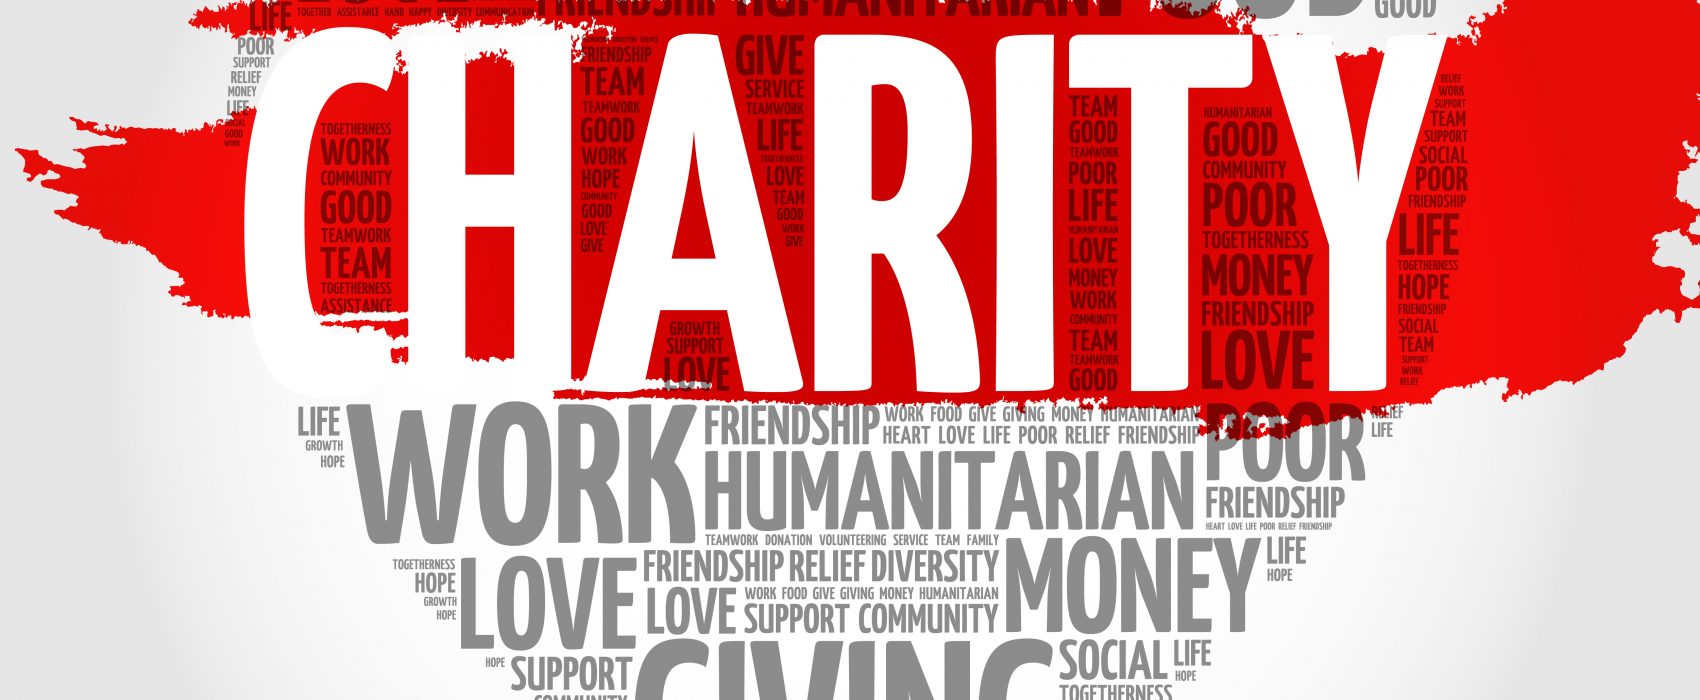 LIFE
TOGETHER ASSISTANCE HAND HAPPY DIVERSITY COMMUNICATION
FRIENDSHIP HUMANITARIAN FOOD
GOOD
POOR
SUPPORT
RELIEF
MONEY
LIFE
SOCIAL
GOOD
WORK
CHARITY
TOGETHERNESS
WORK
COMMUNITY
GOOD
TEAMWORK
TEAM
TOGETHERNESS
ASSISTANCE
FRIENDSHIP
TEAM
TEAMWORK
GOOD
WORK
HOPE
COMMUNITY
GOOD
LOVE
GIVE
GROWTH
SUPPORT
LOVE
GIVE
SERVICE
TEAMWORK
LIFE
TOGETHERNESS
LOVE
TEAM
GOOD
WORK
GIVE
TEAM
GOOD
TEAMWORK
POOR
LIFE
HUMANITARIAN
LOVE
MONEY
WORK
COMMUNITY
TEAM
TEAMWORK
GOOD
HUMANITARIAN
GOOD
COMMUNITY
POOR
TOGETHERNESS
MONEY
FRIENDSHIP
LOVE
RELIEF
WORK
SUPPORT
TEAM
SUPPORT
SOCIAL
POOR
FRIENDSHIP
LIFE
TOGETHERNESS
HOPE
FRIENDSHIP
SOCIAL
TEAM
SUPPORT
WORK
RELIEF
LIFE
GROWTH
HOPE
WORK
FRIENDSHIP
WORK FOOD GIVE GIVING MONEY HUMANITARIAN
HEART LOVE LIFE POOR RELIEF FRIENDSHIP
HUMANITARIAN
TEAMWORK DONATION VOLUNTEERING SERVICE TEAM FAMILY
POOR
RELIEF
LIFE
FRIENDSHIP
HEART LOVE LIFE POOR RELIEF FRIENDSHIP
TOGETHERNESS
HOPE
GROWTH
HOPE
LOVE
FRIENDSHIP RELIEF DIVERSITY
LOVE
WORK FOOD GIVE GIVING MONEY HUMANITARIAN
SUPPORT COMMUNITY
MONEY
LIFE
HOPE
HOPE
SUPPORT
COMMUNITY
GIVING
SOCIAL
LIFE
HOPE
TOGETHERNESS